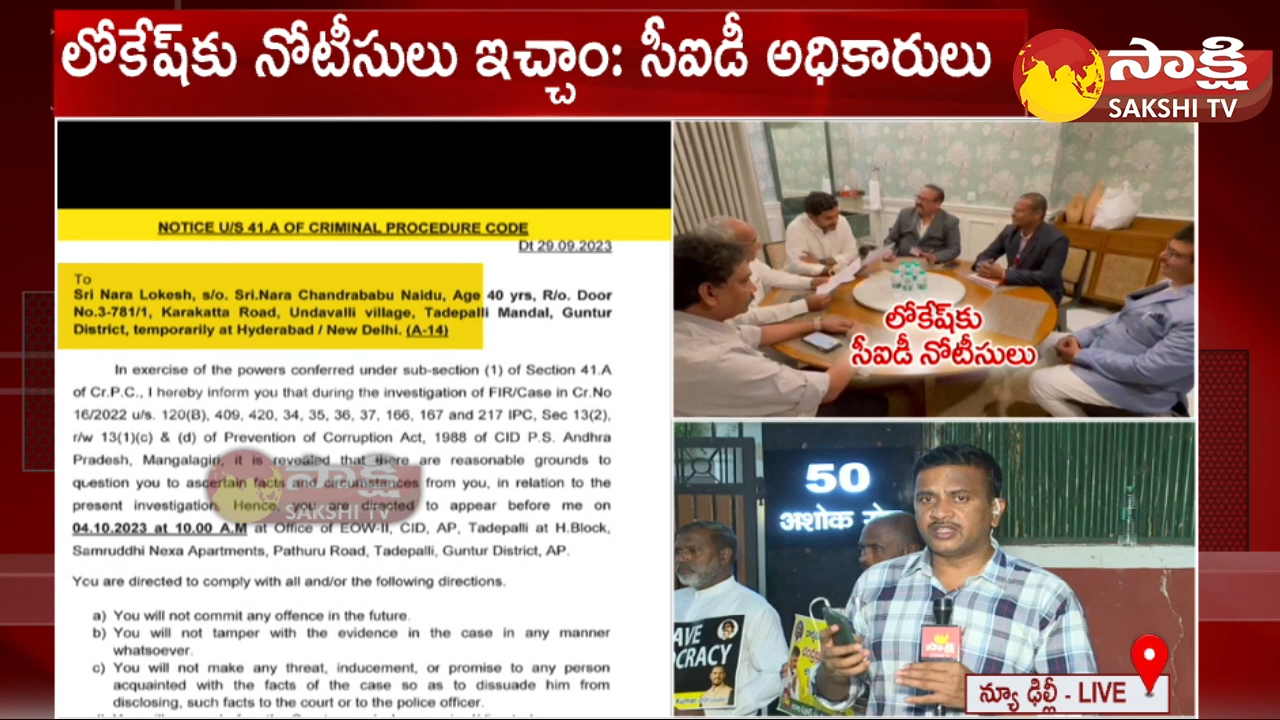 లోకేష్‌కు నోటీసులు ఇచ్చాం: సీఐడీ అధికారులు
సాక్షి
SAKSHI TV
NOTICE U/S 41.A OF CRIMINAL PROCEDURE CODE
Dt 29.09.2023
To
Sri Nara Lokesh, s/o. Sri.Nara Chandrababu Naidu, Age 40 yrs, R/o. Door
No.3-781/1, Karakatta Road, Undavalli village, Tadepalli Mandal, Guntur
District, temporarily at Hyderabad / New Delhi. (A-14)
In exercise of the powers conferred under sub-section (1) of Section 41.A
of Cr.P.C., I hereby inform you that during the investigation of FIR/Case in Cr.No
16/2022 u/s. 120(B), 409, 420, 34, 35, 36, 37, 166, 167 and 217 IPC, Sec 13(2),
r/w 13(1)(c) & (d) of Prevention of Corruption Act, 1988 of CID P.S. Andhra
Pradesh, Mangalagiri, it is revealed that there are reasonable grounds to
question you to ascertain facts and circumstances from you, in relation to the
present investigation. Hence, you are directed to appear before me on
04.10.2023 at 10.00 A.M at Office of EOW-II, CID, AP, Tadepalli at H.Block,
Samruddhi Nexa Apartments, Pathuru Road, Tadepalli, Guntur District, AP.
You are directed to comply with all and/or the following directions.
a) You will not commit any offence in the future.
b) You will not tamper with the evidence in the case in any manner
whatsoever.
c) You will not make any threat, inducement, or promise to any person
acquainted with the facts of the case so as to dissuade him from
disclosing, such facts to the court or to the police officer.
సాక్షి
SAKSHI TV
లోకేష్‌కు
సీఐడీ నోటీసులు
50
अशोक
AVE
OCRACY
Kumar
సాక్షి
న్యూ ఢిల్లీ - LIVE